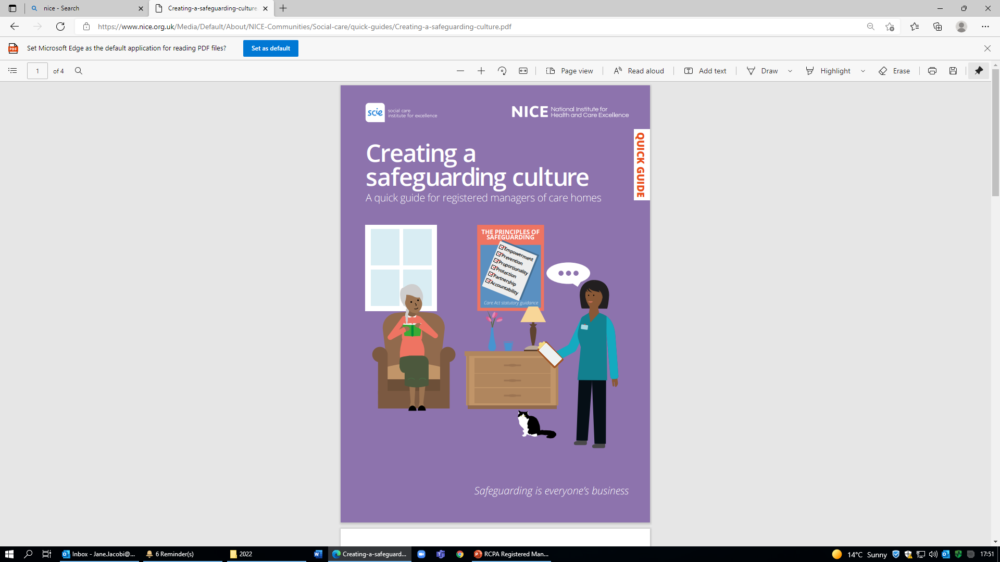 nice - Search
Creating-a-safeguarding-culture
https://www.nice.org.uk/Media/Default/About/NICE-Communities/Social-care/quick-guides/Creating-a-safeguarding-culture.pdf
PDF
Set Microsoft Edge as the default application for reading PDF files?
Set as default
1 of 4
Page view
Read aloud
Add text
Draw
Highlight
Erase
scie
social care
institute for excellence
NICE
National Institute for
Health and Care Excellence
QUICK GUIDE
Creating a
safeguarding culture
A quick guide for registered managers of care homes
THE PRINCIPLES OF
SAFEGUARDING
Empowerment
Prevention
Proportionality
Protection
Partnership
Accountability
Care Act statutory guidance
Safeguarding is everyone's business
Inbox - Jane.Jacobi@...
6 Reminder(s)
2022
Creating-a-safeguard...
RCPA Registered Man...
14°C Sunny
17:51